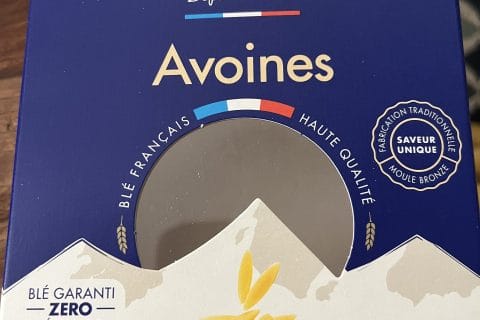 Avoines
BLÉ FRANÇAIS
HAUTE QUALITÉ
FABRICATION TRADITIONNELLE
SAVEUR
UNIQUE
MOULE BRONZE
BLÉ GARANTI
ZERO